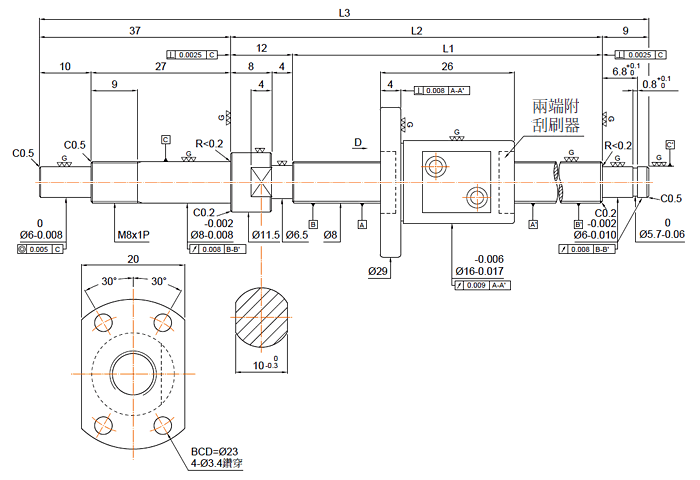 L3
37
L2
9
⊥ 0.0025 C
12
L1
⊥ 0.0025 C
10
27
8
4
26
6.8 +0.1 0
0.8 +0.1 0
9
4
4
⊥ 0.008 A-A'
兩端附
刮刷器
G
G
G
G
G
G
G
C0.5
C0.5
C
R<0.2
D
R<0.2
C'
C0.5
C0.2
B
A
A'
B'
C0.2
0
Ø6-0.008
◎ 0.005 C
M8x1P
-0.002
Ø8-0.008
↗ 0.008 B-B'
Ø11.5
Ø6.5
Ø8
Ø29
-0.006
Ø16-0.017
↗ 0.009 A-A'
-0.002
Ø6-0.010
↗ 0.008 B-B'
0
Ø5.7-0.06
20
30°
30°
10 0 -0.3
BCD=Ø23
4-Ø3.4鑽穿